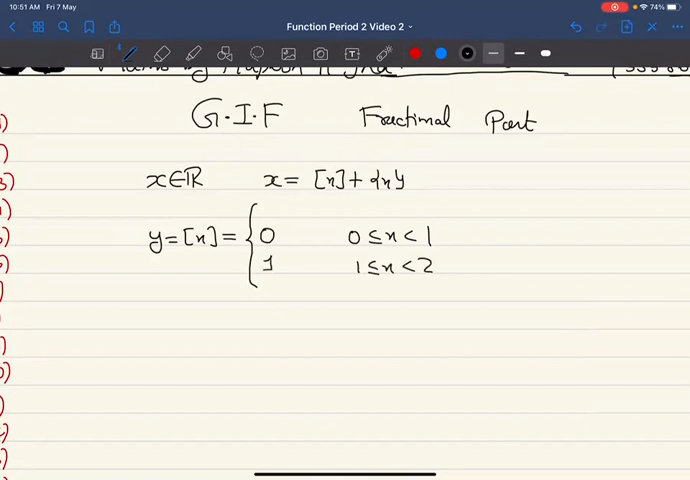 10:51 AM Fri 7 May 74%
Function Period 2 Video 2
G.I.F Fractional Part
x∈ℝ x = [x] + {x}
y = [x] = { 0 0 ≤ x < 1
1 1 ≤ x < 2